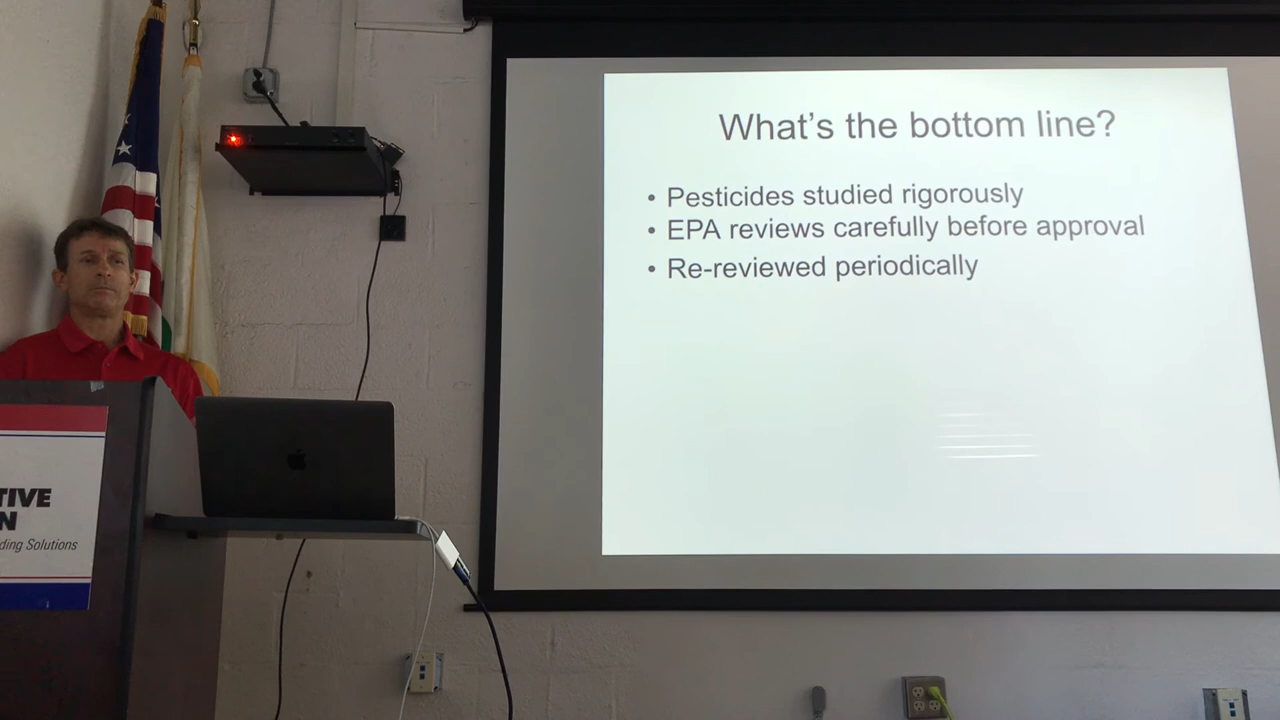 What's the bottom line?
• Pesticides studied rigorously
• EPA reviews carefully before approval
• Re-reviewed periodically
TIVE
N
ding Solutions